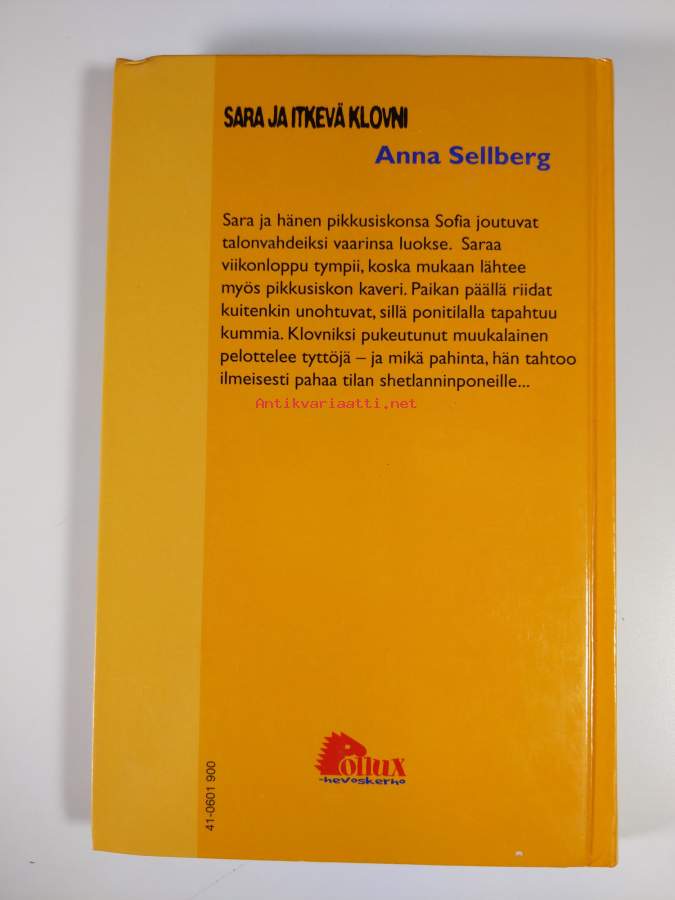 SARA JA ITKEVÄ KLOVNI
Anna Sellberg
Sara ja hänen pikkusiskonsa Sofia joutuvat
talonvahdeiksi vaarinsa luokse. Saraa
viikonloppu tympii, koska mukaan lähtee
myös pikkusiskon kaveri. Paikan päällä riidat
kuitenkin unohtuvat, sillä ponitilalla tapahtuu
kummia. Klovniksi pukeutunut muukalainen
pelottelee tyttöjä – ja mikä pahinta, hän tahtoo
ilmeisesti pahaa tilan shetlanninponeille...
Antikvariaatti.net
Pollux
-hevoskerho
41-0601 900